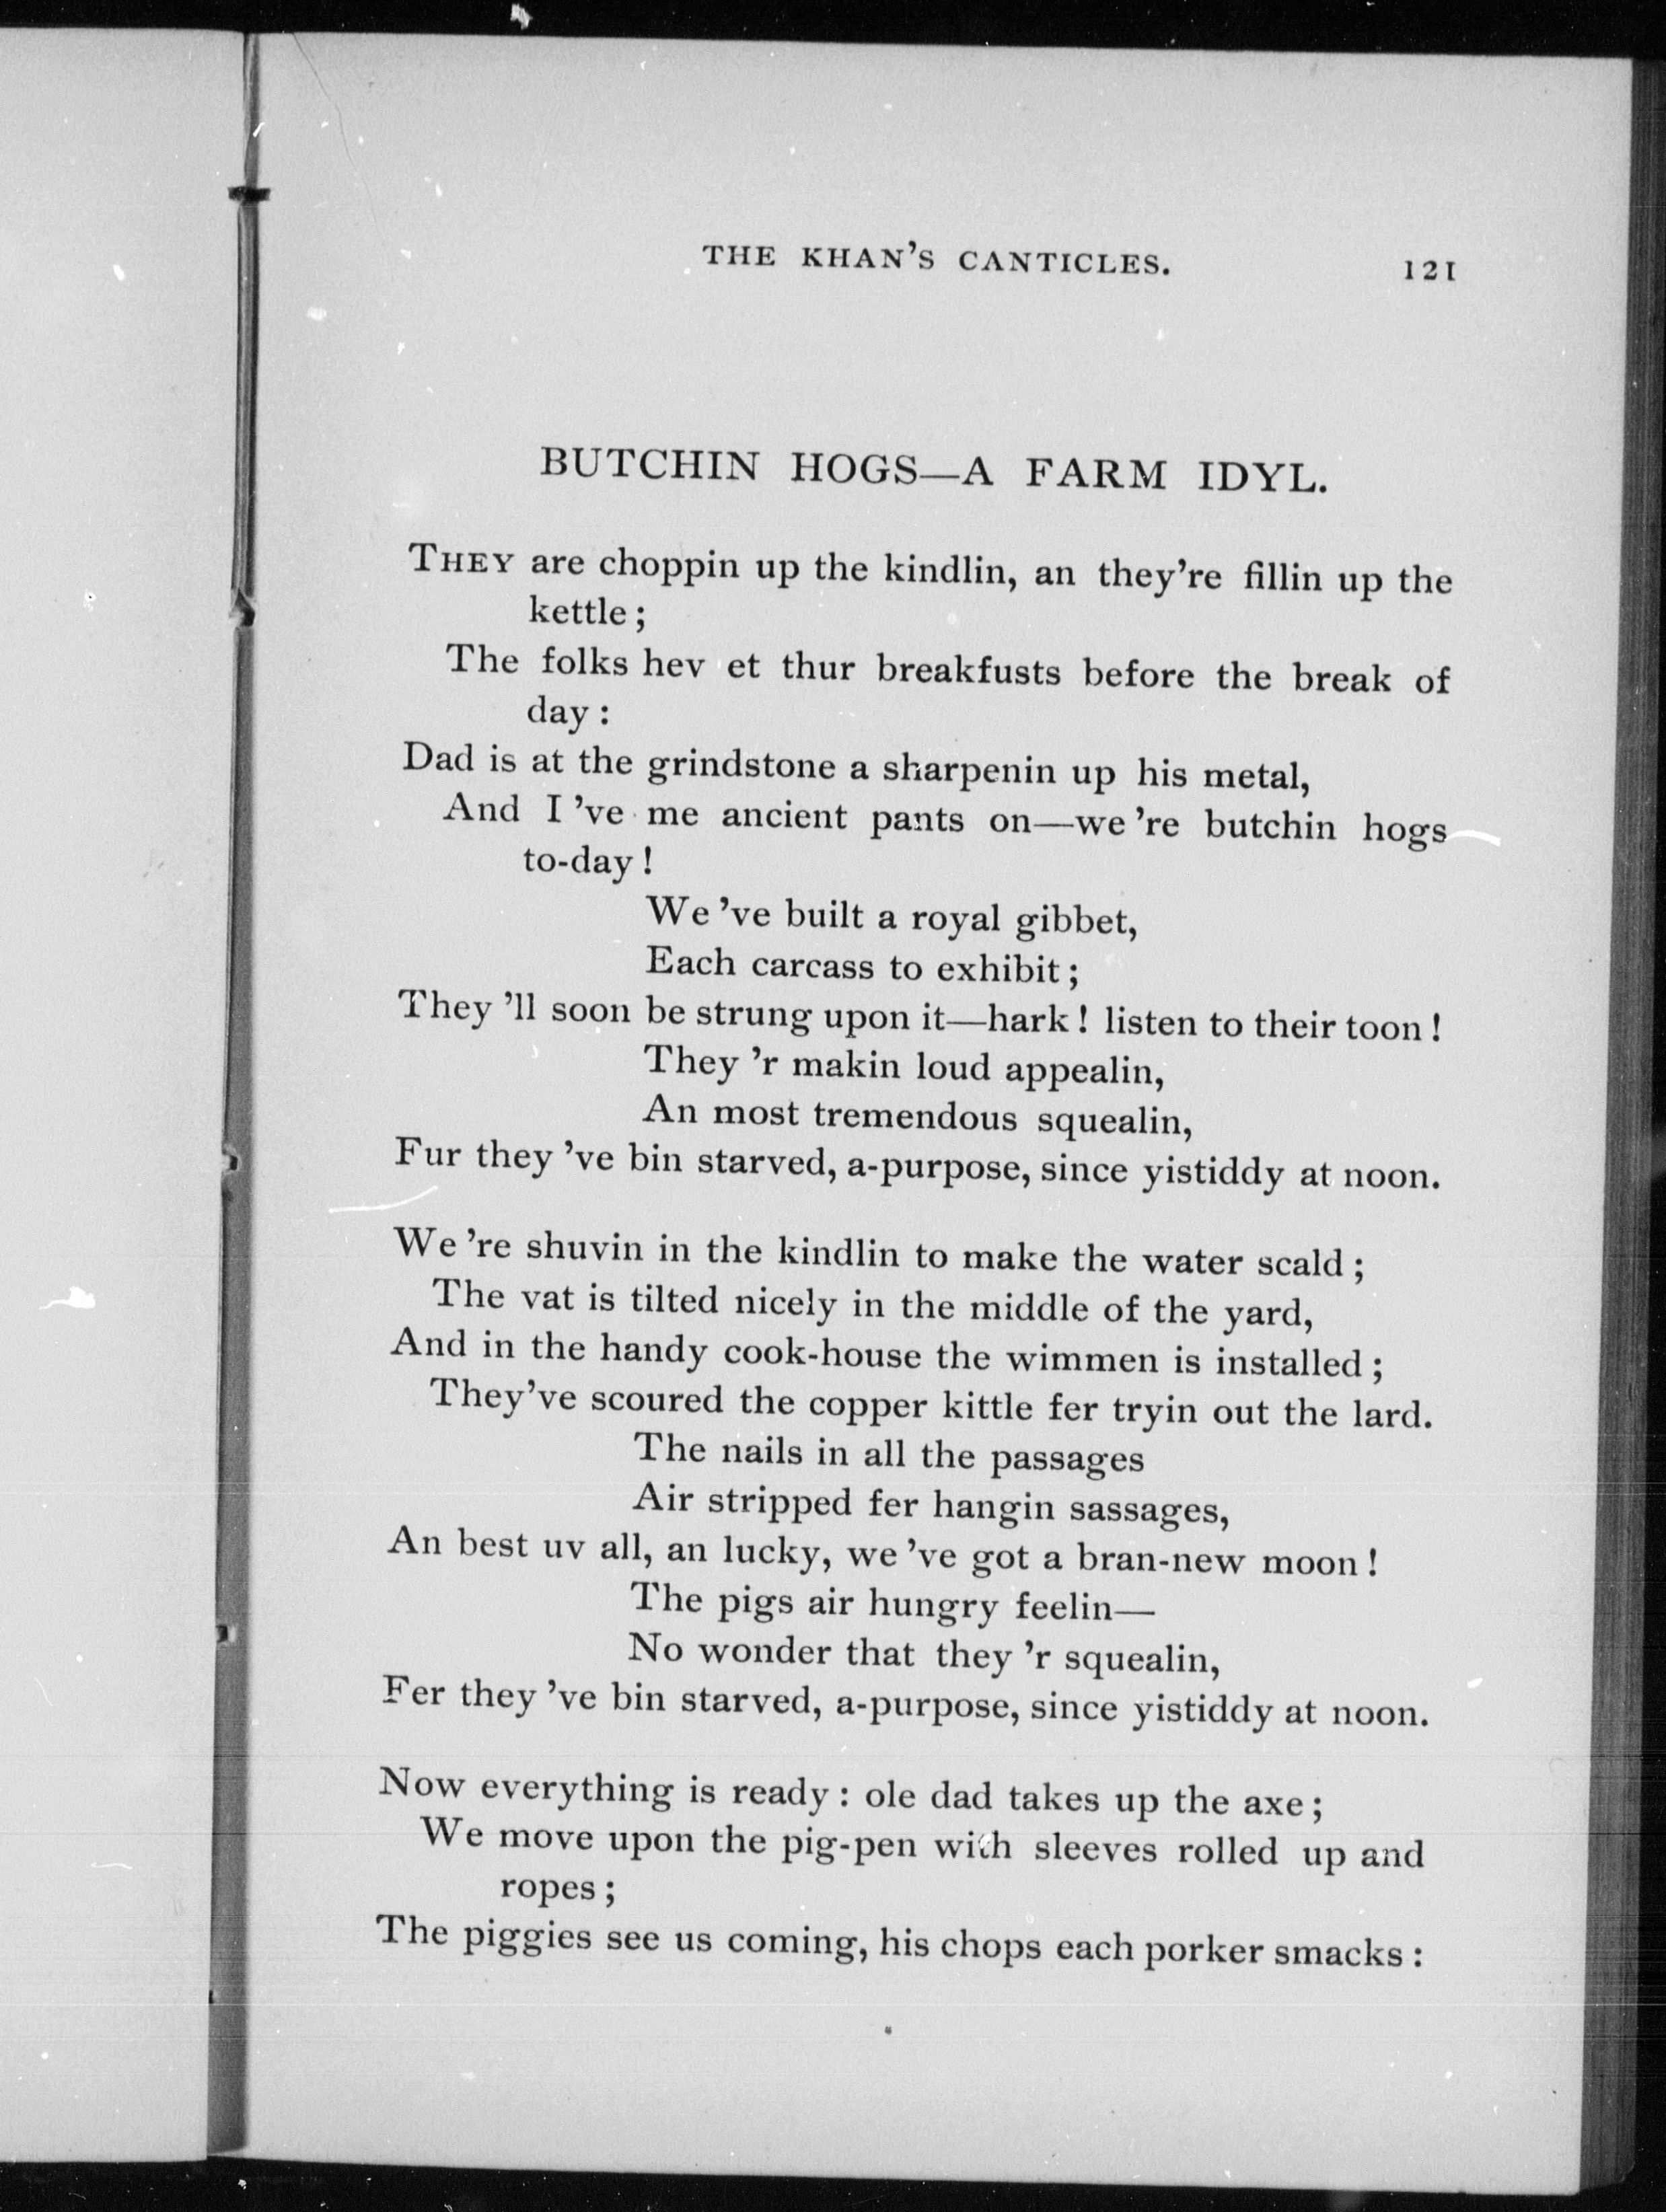 THE KHAN'S CANTICLES. 121
BUTCHIN HOGS—A FARM IDYL.
THEY are choppin up the kindlin, an they're fillin up the
kettle;
The folks hev et thur breakfusts before the break of
day:
Dad is at the grindstone a sharpenin up his metal,
And I 've me ancient pants on—we 're butchin hogs
to-day!
We 've built a royal gibbet,
Each carcass to exhibit;
They 'll soon be strung upon it—hark! listen to their toon!
They 'r makin loud appealin,
An most tremendous squealin,
Fur they 've bin starved, a-purpose, since yistiddy at noon.
We 're shuvin in the kindlin to make the water scald;
The vat is tilted nicely in the middle of the yard,
And in the handy cook-house the wimmen is installed;
They've scoured the copper kittle fer tryin out the lard.
The nails in all the passages
Air stripped fer hangin sassages,
An best uv all, an lucky, we 've got a bran-new moon!
The pigs air hungry feelin—
No wonder that they 'r squealin,
Fer they 've bin starved, a-purpose, since yistiddy at noon.
Now everything is ready: ole dad takes up the axe;
We move upon the pig-pen with sleeves rolled up and
ropes;
The piggies see us coming, his chops each porker smacks: